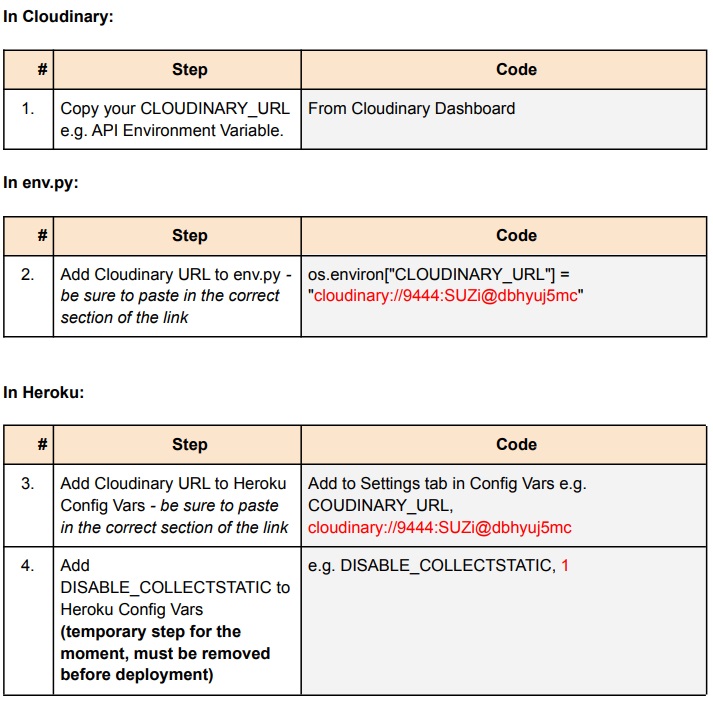 In Cloudinary:
# Step Code
1. Copy your CLOUDINARY_URL From Cloudinary Dashboard
e.g. API Environment Variable.
In env.py:
# Step Code
2. Add Cloudinary URL to env.py - os.environ["CLOUDINARY_URL"] =
be sure to paste in the correct "cloudinary://9444:SUZi@dbhyuj5mc"
section of the link
In Heroku:
# Step Code
3. Add Cloudinary URL to Heroku Add to Settings tab in Config Vars e.g.
Config Vars - be sure to paste COUDINARY_URL,
in the correct section of the link cloudinary://9444:SUZi@dbhyuj5mc
4. Add e.g. DISABLE_COLLECTSTATIC, 1
DISABLE_COLLECTSTATIC to
Heroku Config Vars
(temporary step for the
moment, must be removed
before deployment)